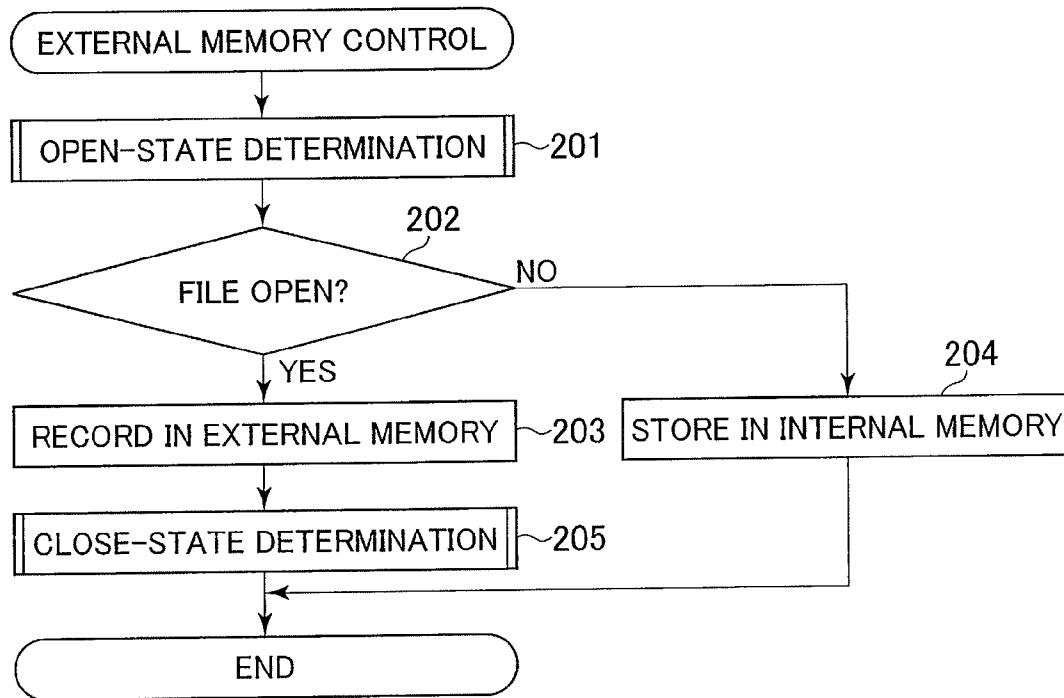 EXTERNAL MEMORY CONTROL
OPEN-STATE DETERMINATION
201
202
FILE OPEN?
NO
YES
204
RECORD IN EXTERNAL MEMORY
203
STORE IN INTERNAL MEMORY
CLOSE-STATE DETERMINATION
205
END